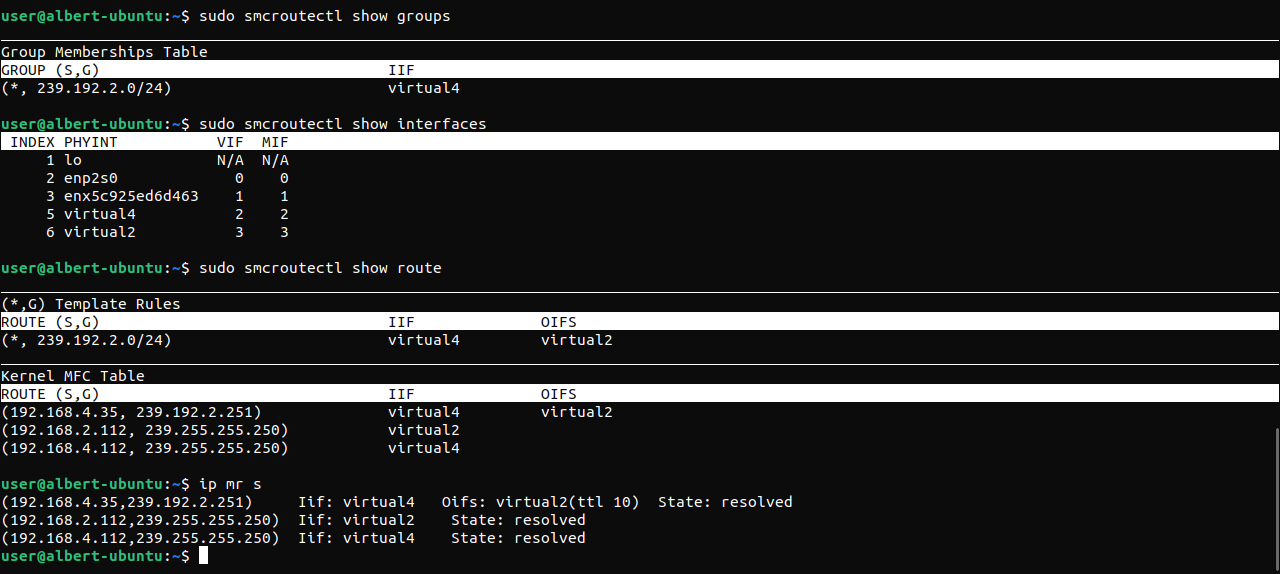 user@albert-ubuntu:~$ sudo smcroutectl show groups
Group Memberships Table
GROUP (S,G)                                IIF
(*, 239.192.2.0/24)                        virtual4
user@albert-ubuntu:~$ sudo smcroutectl show interfaces
 INDEX PHYINT           VIF  MIF
     1 lo               N/A  N/A
     2 enp2s0             0    0
     3 enx5c925ed6d463    1    1
     5 virtual4           2    2
     6 virtual2           3    3
user@albert-ubuntu:~$ sudo smcroutectl show route
(*,G) Template Rules
ROUTE (S,G)                                IIF              OIFS
(*, 239.192.2.0/24)                        virtual4         virtual2
Kernel MFC Table
ROUTE (S,G)                                IIF              OIFS
(192.168.4.35, 239.192.2.251)              virtual4         virtual2
(192.168.2.112, 239.255.255.250)           virtual2
(192.168.4.112, 239.255.255.250)           virtual4
user@albert-ubuntu:~$ ip mr s
(192.168.4.35,239.192.2.251)     Iif: virtual4   Oifs: virtual2(ttl 10)  State: resolved
(192.168.2.112,239.255.255.250)  Iif: virtual2    State: resolved
(192.168.4.112,239.255.255.250)  Iif: virtual4    State: resolved
user@albert-ubuntu:~$